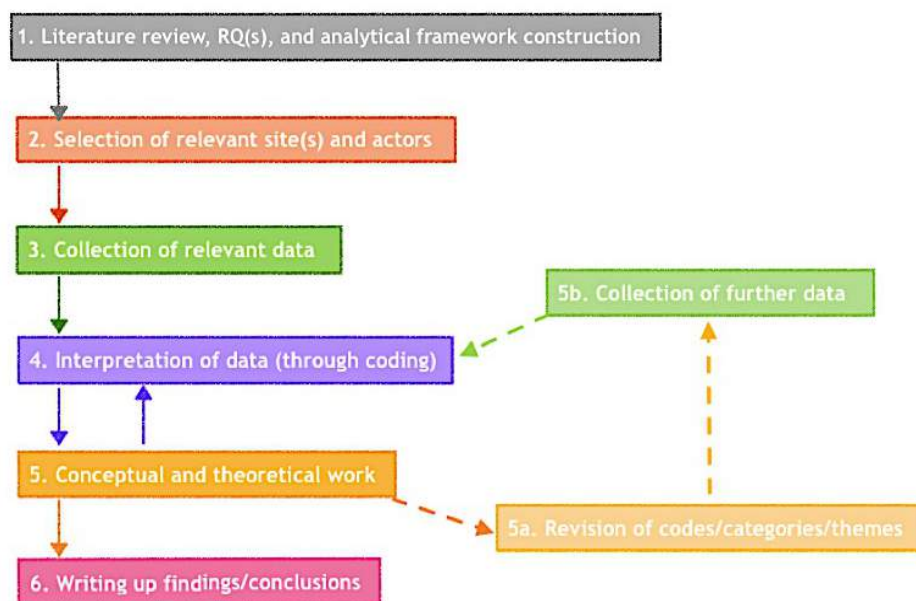 1. Literature review, RQ(s), and analytical framework construction
2. Selection of relevant site(s) and actors
3. Collection of relevant data
5b. Collection of further data
4. Interpretation of data (through coding)
5. Conceptual and theoretical work
5a. Revision of codes/categories/themes
6. Writing up findings/conclusions